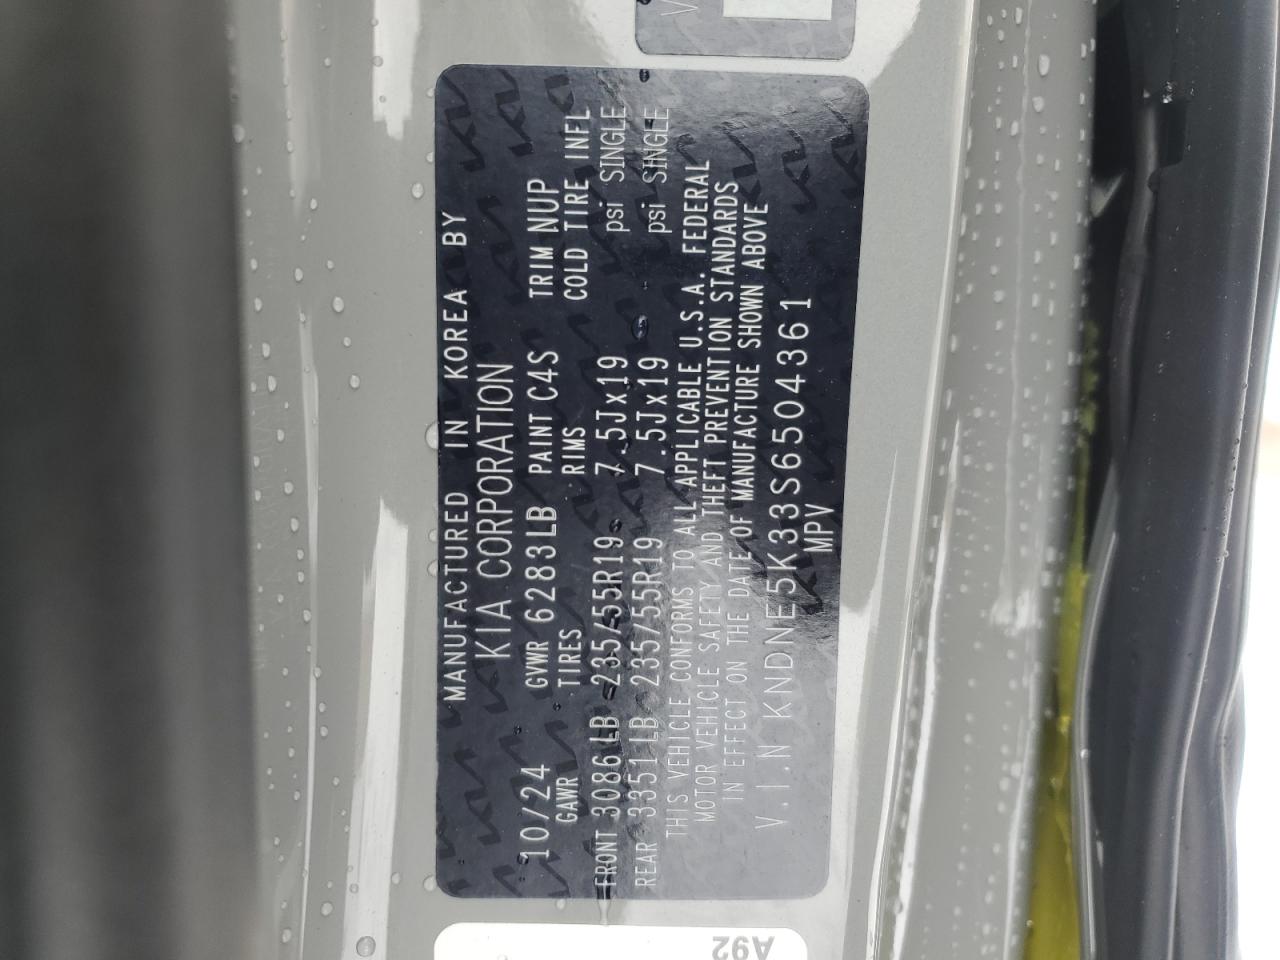 MANUFACTURED IN KOREA BY
KIA CORPORATION
10/24 GVWR 6283LB PAINT C4S TRIM NUP
GAWR TIRES RIMS COLD TIRE INFL
FRONT 3086LB 235/55R19 7.5Jx19 psi SINGLE
REAR 3351LB 235/55R19 7.5Jx19 psi SINGLE
THIS VEHICLE CONFORMS TO ALL APPLICABLE U.S.A. FEDERAL
MOTOR VEHICLE SAFETY AND THEFT PREVENTION STANDARDS
IN EFFECT ON THE DATE OF MANUFACTURE SHOWN ABOVE
V.I.N KNDNE5K33S6504361
MPV
A92